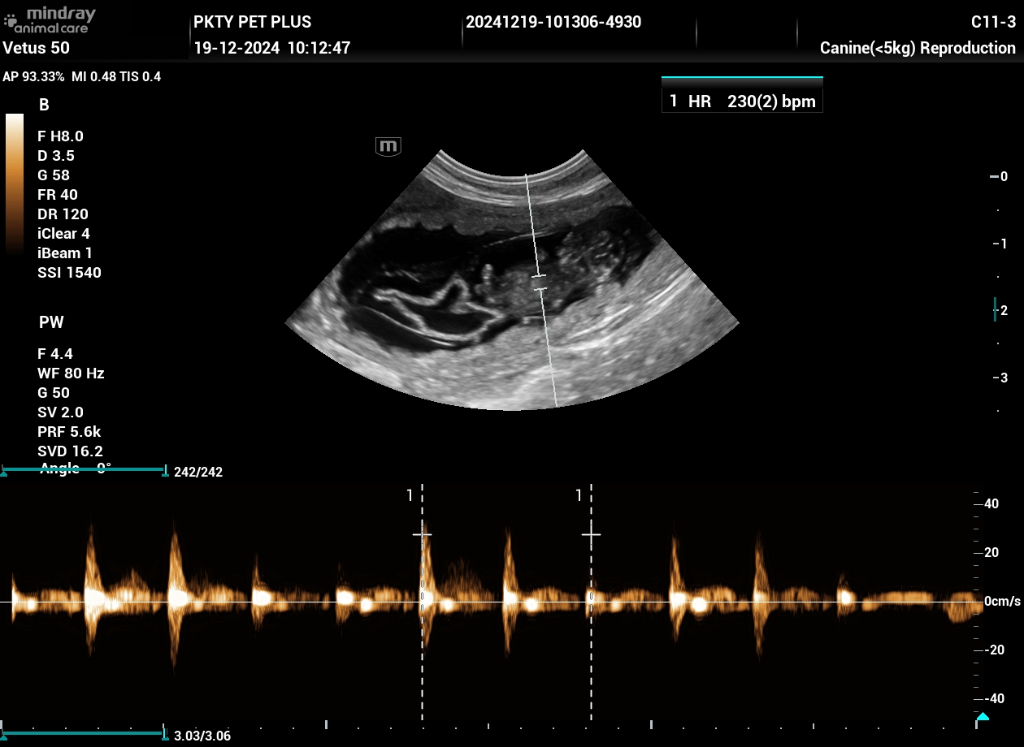 mindray
animalcare
PKTY PET PLUS
20241219-101306-4930
C11-3
Vetus 50
19-12-2024 10:12:47
Canine(<5kg) Reproduction
AP 93.33% MI 0.48 TIS 0.4
1 HR 230(2) bpm
B
m
F H8.0
D 3.5
G 58
FR 40
DR 120
iClear 4
iBeam 1
SSI 1540
0
1
2
3
PW
F 4.4
WF 80 Hz
G 50
SV 2.0
PRF 5.6k
SVD 16.2
Angle 0°
242/242
1
1
40
20
0cm/s
-20
-40
3.03/3.06